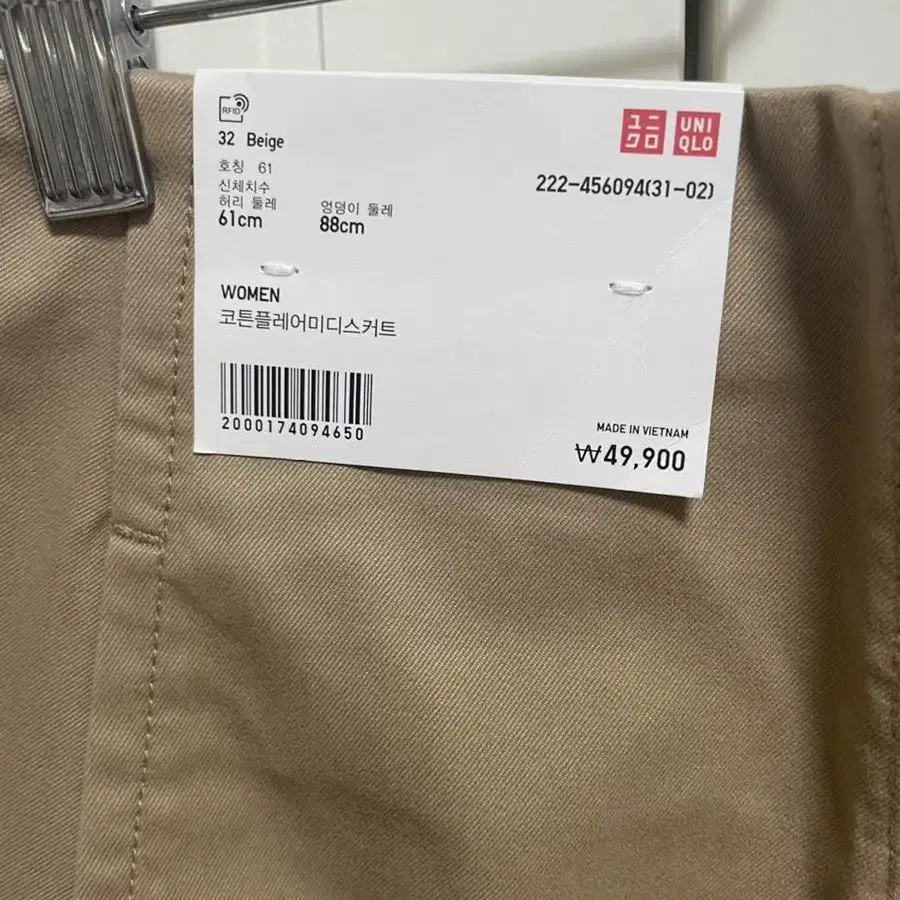 RFID
32 Beige
호칭 61
신체치수
허리 둘레 엉덩이 둘레
61cm 88cm
ユニクロ
UNIQLO
222-456094(31-02)
WOMEN
코튼플레어미디스커트
2000174094650
MADE IN VIETNAM
₩49,900